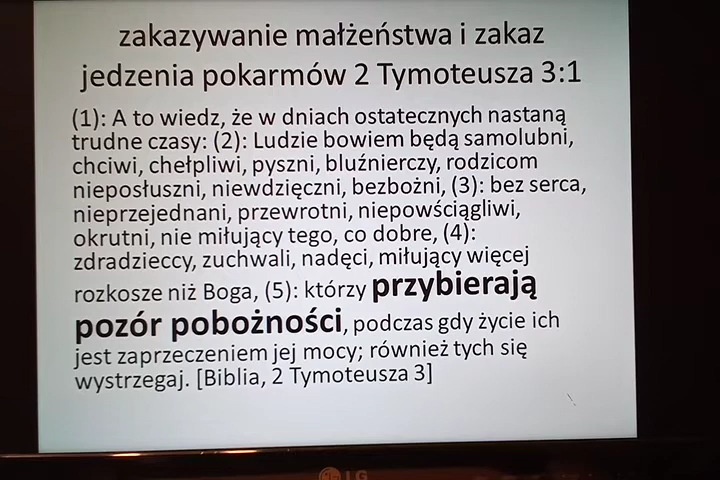 zakazywanie małżeństwa i zakaz
jedzenia pokarmów 2 Tymoteusza 3:1
(1): A to wiedz, że w dniach ostatecznych nastaną
trudne czasy: (2): Ludzie bowiem będą samolubni,
chciwi, chełpliwi, pyszni, bluźnierczy, rodzicom
nieposłuszni, niewdzięczni, bezbożni, (3): bez serca,
nieprzejednani, przewrotni, niepowściągliwi,
okrutni, nie miłujący tego, co dobre, (4):
zdradzieccy, zuchwali, nadęci, miłujący więcej
rozkosze niż Boga, (5): którzy przybierają
pozór pobożności, podczas gdy życie ich
jest zaprzeczeniem jej mocy; również tych się
wystrzegaj. [Biblia, 2 Tymoteusza 3]
LG